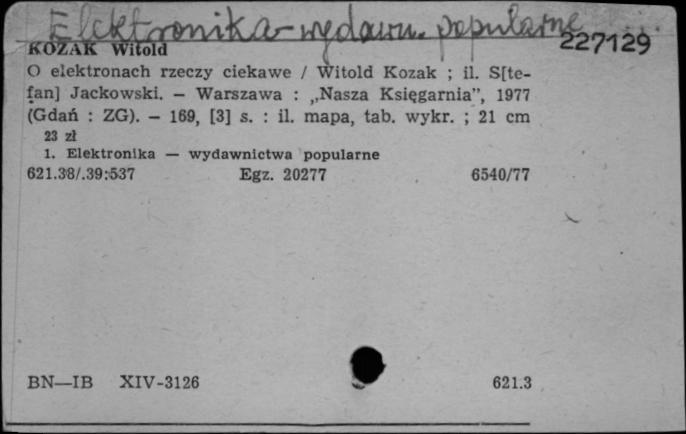 Elektronika - wydawn. popularne
227129
KOZAK Witold
O elektronach rzeczy ciekawe / Witold Kozak ; il. S[te-
fan] Jackowski. — Warszawa : „Nasza Księgarnia”, 1977
(Gdań : ZG). — 169, [3] s. : il. mapa, tab. wykr. ; 21 cm
23 zł
1. Elektronika — wydawnictwa popularne
621.38/.39:537 Egz. 20277 6540/77
BN—IB XIV-3126 621.3